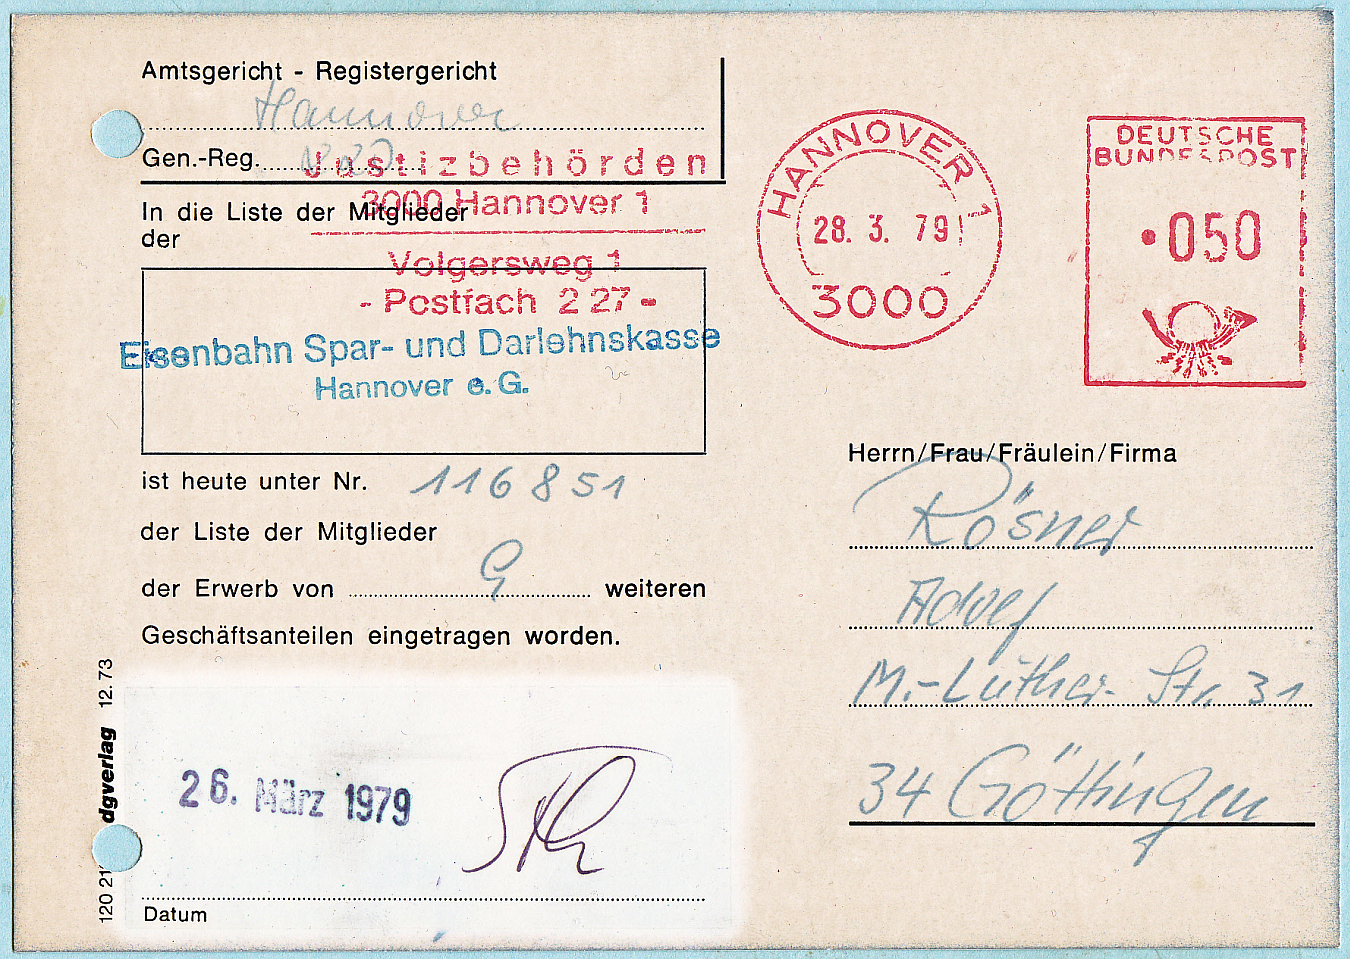 Amtsgericht - Registergericht
Hannover
Gen.-Reg.
Justizbehörden
3000 Hannover 1
In die Liste der Mitglieder
der
Volgersweg 1
- Postfach 2 27 -
Eisenbahn Spar- und Darlehnskasse
Hannover e. G.
ist heute unter Nr. 116851
der Liste der Mitglieder
der Erwerb von 9 weiteren
Geschäftsanteilen eingetragen worden.
26. März 1979
Datum
120 21
dgverlag 12.73
HANNOVER 1
28. 3. 79
3000
DEUTSCHE
BUNDESPOST
050
Herrn/Frau/Fräulein/Firma
Rösner
Adolf
M.-Luther-Str. 31
34 Göttingen